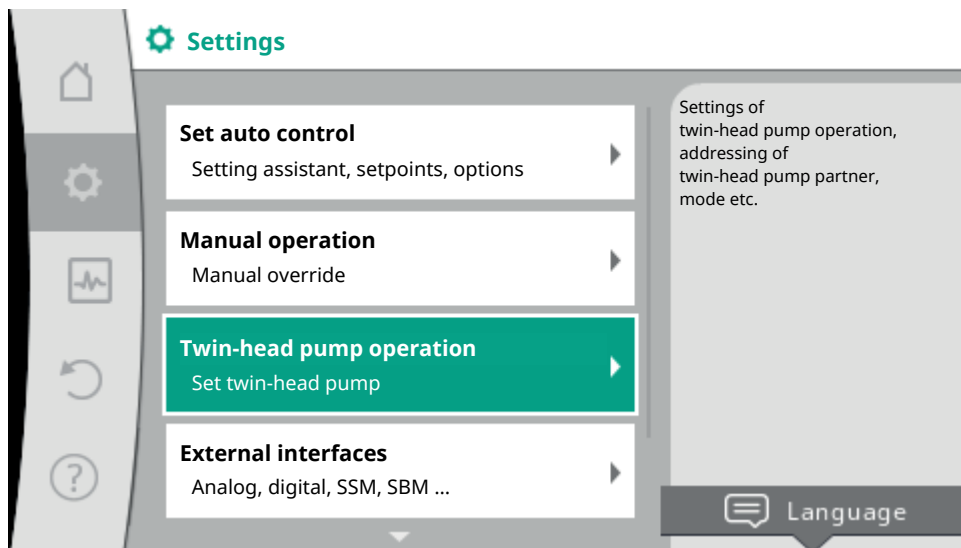 Settings
Set auto control
Setting assistant, setpoints, options
Manual operation
Manual override
Twin-head pump operation
Set twin-head pump
External interfaces
Analog, digital, SSM, SBM ...
Settings of
twin-head pump operation,
addressing of
twin-head pump partner,
mode etc.
?
Language